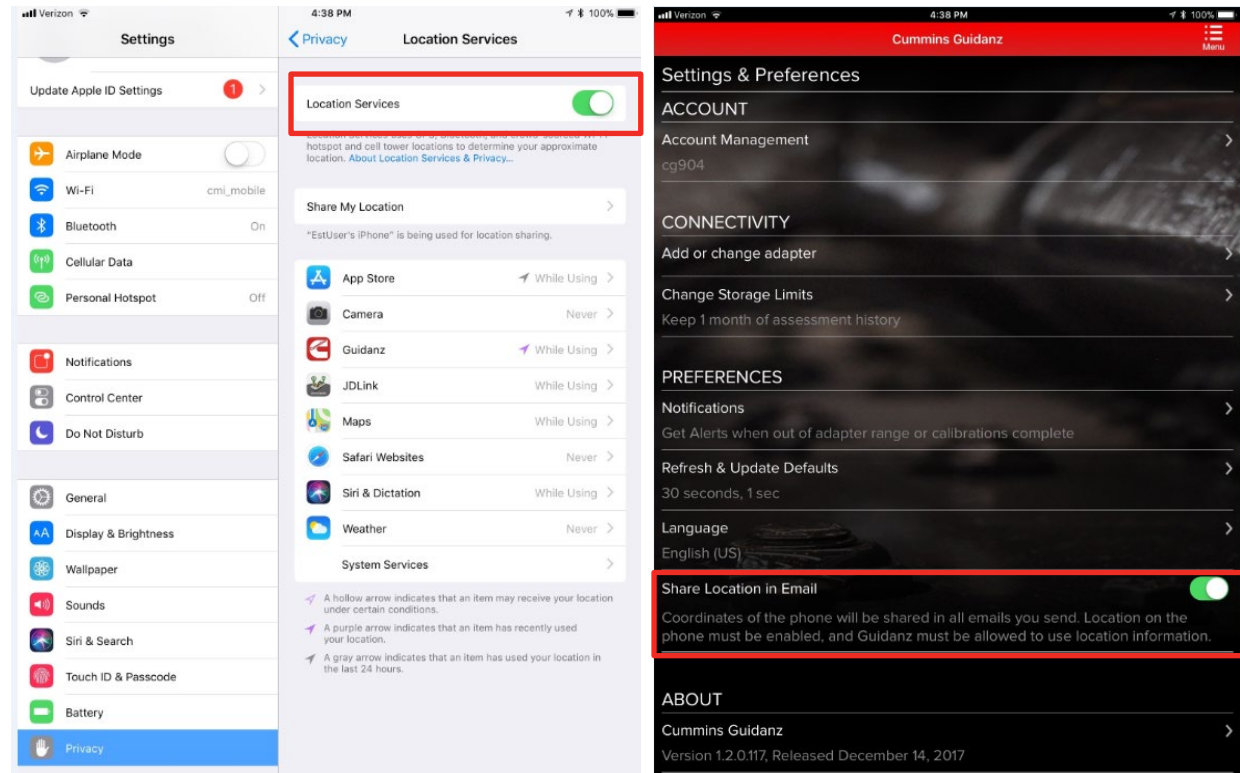 Verizon
4:38 PM
100%
Settings
Update Apple ID Settings
1
Airplane Mode
Wi-Fi
cmi_mobile
Bluetooth
On
Cellular Data
Personal Hotspot
Off
Notifications
Control Center
Do Not Disturb
General
Display & Brightness
Wallpaper
Sounds
Siri & Search
Touch ID & Passcode
Battery
Privacy
Privacy
Location Services
Location Services
Location Services uses GPS, Bluetooth, and crowd-sourced Wi-Fi
hotspot and cell tower locations to determine your approximate
location. About Location Services & Privacy...
Share My Location
"EstUser's iPhone" is being used for location sharing.
App Store
While Using
Camera
Never
Guidanz
While Using
JDLink
While Using
Maps
While Using
Safari Websites
Never
Siri & Dictation
While Using
Weather
Never
System Services
A hollow arrow indicates that an item may receive your location
under certain conditions.
A purple arrow indicates that an item has recently used
your location.
A gray arrow indicates that an item has used your location in
the last 24 hours.
Verizon
4:38 PM
100%
Cummins Guidanz
Menu
Settings & Preferences
ACCOUNT
Account Management
cg904
CONNECTIVITY
Add or change adapter
Change Storage Limits
Keep 1 month of assessment history
PREFERENCES
Notifications
Get Alerts when out of adapter range or calibrations complete
Refresh & Update Defaults
30 seconds, 1 sec
Language
English (US)
Share Location in Email
Coordinates of the phone will be shared in all emails you send. Location on the
phone must be enabled, and Guidanz must be allowed to use location information.
ABOUT
Cummins Guidanz
Version 1.2.0.117, Released December 14, 2017